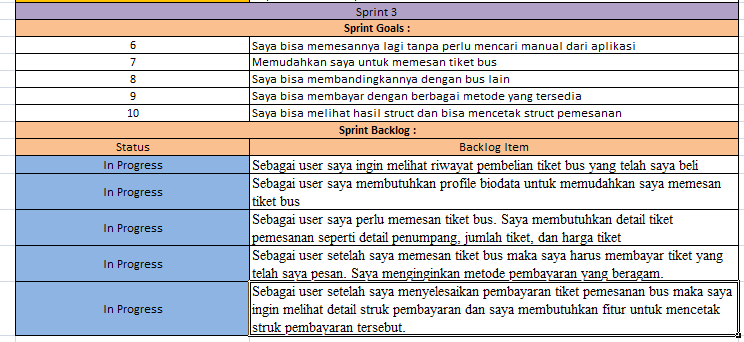 Sprint 3
Sprint Goals :
6 Saya bisa memesannya lagi tanpa perlu mencari manual dari aplikasi
7 Memudahkan saya untuk memesan tiket bus
8 Saya bisa membandingkannya dengan bus lain
9 Saya bisa membayar dengan berbagai metode yang tersedia
10 Saya bisa melihat hasil struct dan bisa mencetak struct pemesanan
Sprint Backlog :
Status Backlog Item
In Progress Sebagai user saya ingin melihat riwayat pembelian tiket bus yang telah saya beli
In Progress Sebagai user saya membutuhkan profile biodata untuk memudahkan saya memesan
tiket bus
In Progress Sebagai user saya perlu memesan tiket bus. Saya membutuhkan detail tiket
pemesanan seperti detail penumpang, jumlah tiket, dan harga tiket
In Progress Sebagai user setelah saya memesan tiket bus maka saya harus membayar tiket yang
telah saya pesan. Saya menginginkan metode pembayaran yang beragam.
In Progress Sebagai user setelah saya menyelesaikan pembayaran tiket pemesanan bus maka saya
ingin melihat detail struk pembayaran dan saya membutuhkan fitur untuk mencetak
struk pembayaran tersebut.